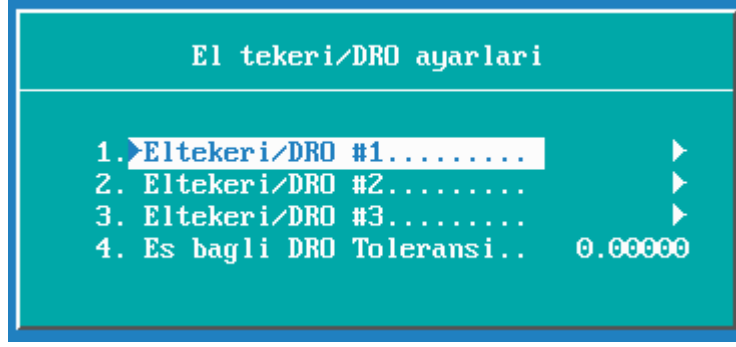 El tekeri/DRO ayarlari
1. Eltekeri/DRO #1.........
2. Eltekeri/DRO #2.........
3. Eltekeri/DRO #3.........
4. Es bagli DRO Toleransi.. 0.00000